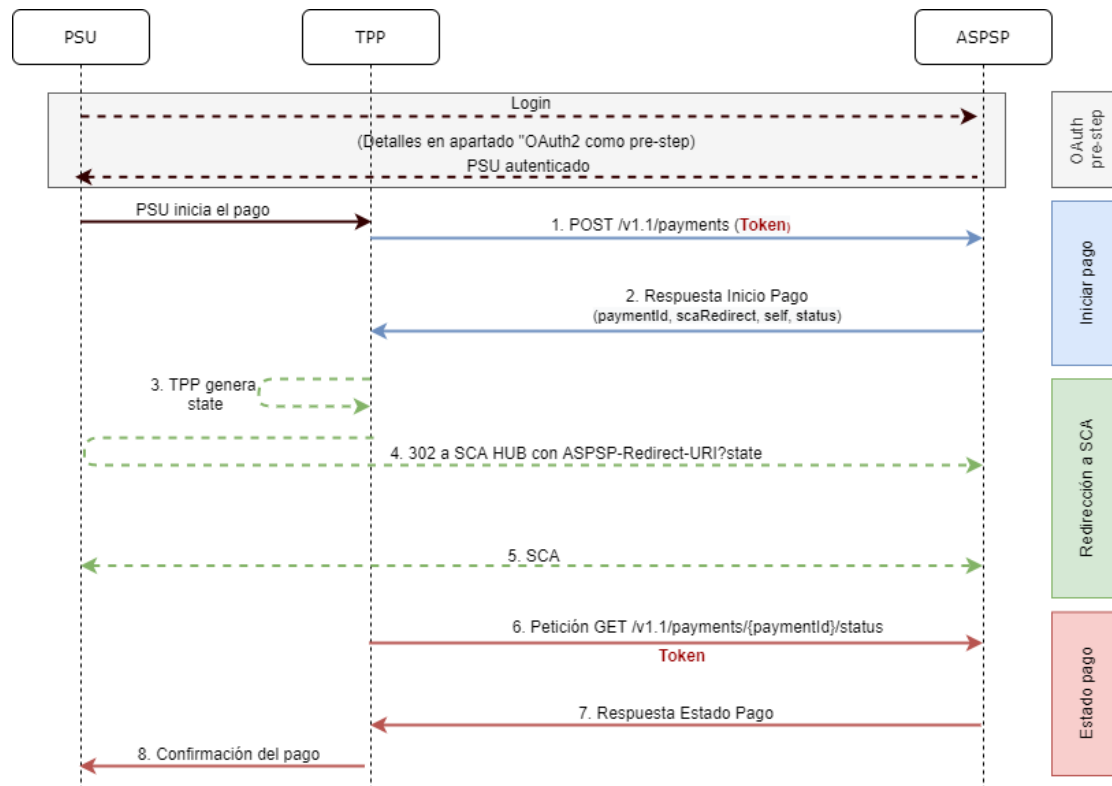 PSU
TPP
ASPSP
Login
(Detalles en apartado "OAuth2 como pre-step)
PSU autenticado
OAuth
pre-step
PSU inicia el pago
1. POST /v1.1/payments (Token)
2. Respuesta Inicio Pago
(paymentId, scaRedirect, self, status)
Iniciar pago
3. TPP genera
state
4. 302 a SCA HUB con ASPSP-Redirect-URI?state
5. SCA
Redirección a SCA
6. Petición GET /v1.1/payments/{paymentId}/status
Token
7. Respuesta Estado Pago
8. Confirmación del pago
Estado pago